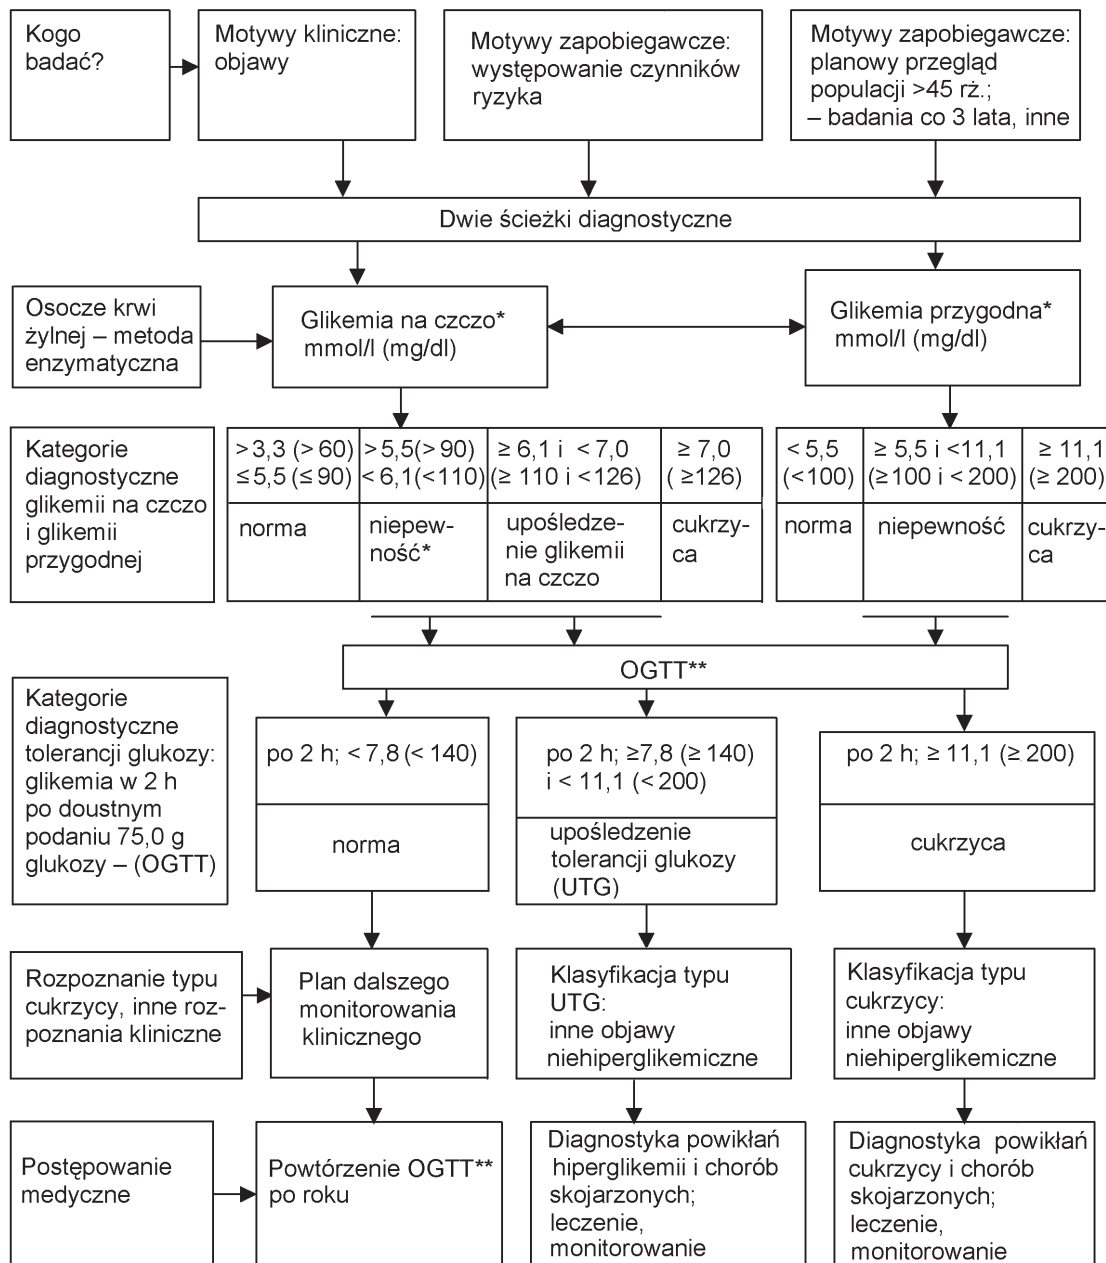 Kogo
badać?
Motywy kliniczne:
objawy
Motywy zapobiegawcze:
występowanie czynników
ryzyka
Motywy zapobiegawcze:
planowy przegląd
populacji >45 rż.;
– badania co 3 lata, inne
Dwie ścieżki diagnostyczne
Osocze krwi
żylnej – metoda
enzymatyczna
Glikemia na czczo*
mmol/l (mg/dl)
Glikemia przygodna*
mmol/l (mg/dl)
Kategorie
diagnostyczne
glikemii na czczo
i glikemii
przygodnej
>3,3 (>60)
≤5,5 (≤90)
norma
>5,5(>90)
<6,1(<110)
niepew-
ność*
≥ 6,1 i < 7,0
(≥ 110 i <126)
upośledze-
nie glikemii
na czczo
≥ 7,0
( ≥126)
cukrzy-
ca
<5,5
(<100)
norma
≥ 5,5 i <11,1
(≥100 i <200)
niepewność
≥ 11,1
(≥ 200)
cukrzy-
ca
OGTT**
Kategorie
diagnostyczne
tolerancji glukozy:
glikemia w 2 h
po doustnym
podaniu 75,0 g
glukozy – (OGTT)
po 2 h; <7,8 (< 140)
norma
po 2 h; ≥7,8 (≥ 140)
i < 11,1 (<200)
upośledzenie
tolerancji glukozy
(UTG)
po 2 h; ≥ 11,1 (≥ 200)
cukrzyca
Rozpoznanie typu
cukrzycy, inne roz-
poznania kliniczne
Plan dalszego
monitorowania
klinicznego
Klasyfikacja typu
UTG:
inne objawy
niehiperglikemiczne
Klasyfikacja typu
cukrzycy:
inne objawy
niehiperglikemiczne
Postępowanie
medyczne
Powtórzenie OGTT**
po roku
Diagnostyka powikłań
hiperglikemii i chorób
skojarzonych;
leczenie,
monitorowanie
Diagnostyka powikłań
cukrzycy i chorób
skojarzonych;
leczenie,
monitorowanie